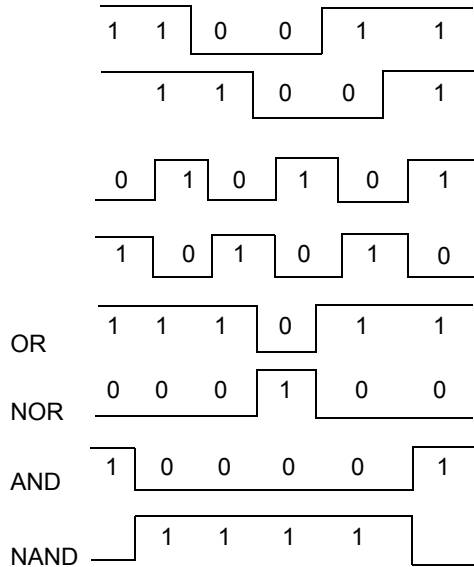 1 1 0 0 1 1
1 1 0 0 1
0 1 0 1 0 1
1 0 1 0 1 0
1 1 1 0 1 1
OR
0 0 0 1 0 0
NOR
1 0 0 0 0 1
AND
1 1 1 1
NAND